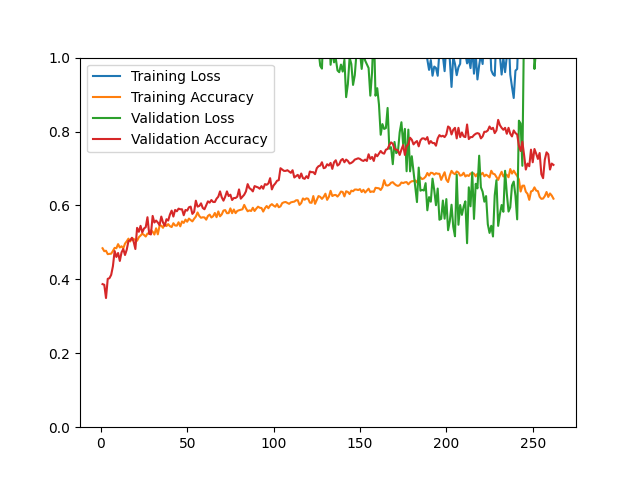 Training Loss
Training Accuracy
Validation Loss
Validation Accuracy
1.0
0.8
0.6
0.4
0.2
0.0
0 50 100 150 200 250